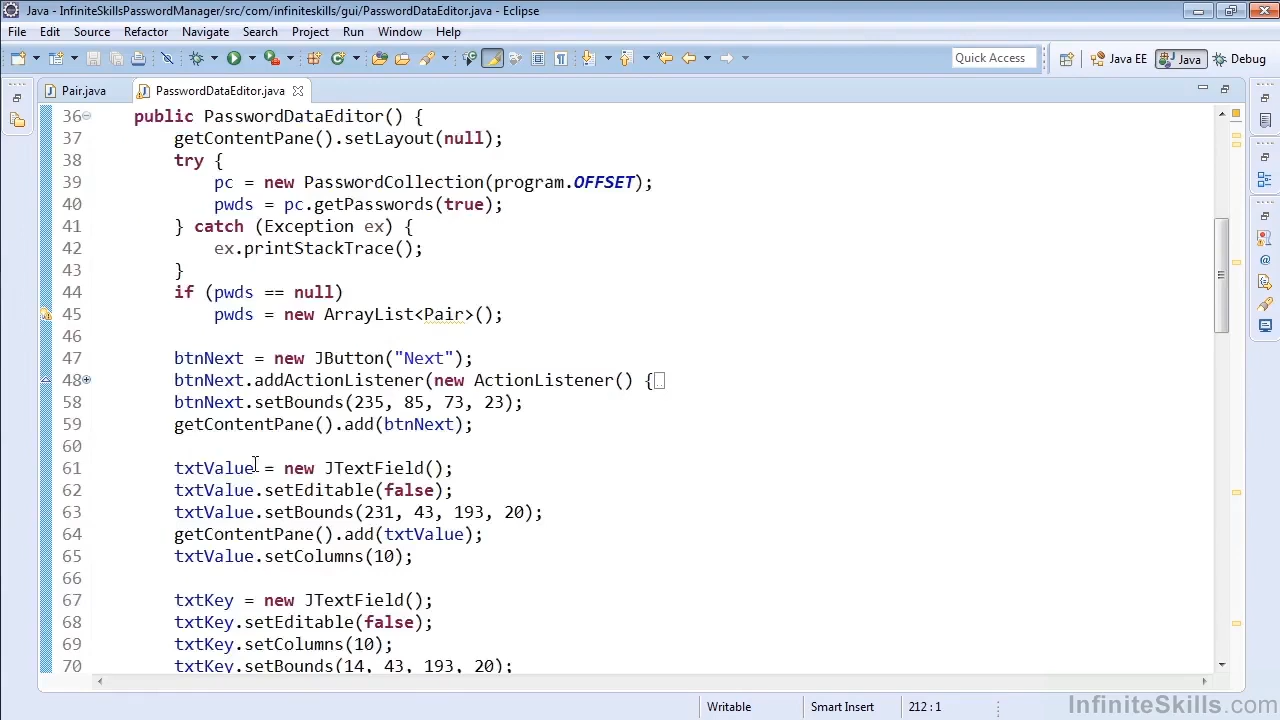 Java - InfiniteSkillsPasswordManager/src/com/infiniteskills/gui/PasswordDataEditor.java - Eclipse
File Edit Source Refactor Navigate Search Project Run Window Help
Quick Access
Java EE
Java
Debug
Pair.java
PasswordDataEditor.java
36 public PasswordDataEditor() {
37 getContentPane().setLayout(null);
38 try {
39 pc = new PasswordCollection(program.OFFSET);
40 pwds = pc.getPasswords(true);
41 } catch (Exception ex) {
42 ex.printStackTrace();
43 }
44 if (pwds == null)
45 pwds = new ArrayList<Pair>();
46
47 btnNext = new JButton("Next");
48 btnNext.addActionListener(new ActionListener() {
58 btnNext.setBounds(235, 85, 73, 23);
59 getContentPane().add(btnNext);
60
61 txtValue = new JTextField();
62 txtValue.setEditable(false);
63 txtValue.setBounds(231, 43, 193, 20);
64 getContentPane().add(txtValue);
65 txtValue.setColumns(10);
66
67 txtKey = new JTextField();
68 txtKey.setEditable(false);
69 txtKey.setColumns(10);
70 txtKey.setBounds(14, 43, 193, 20);
Writable Smart Insert 212 : 1
InfiniteSkills.com